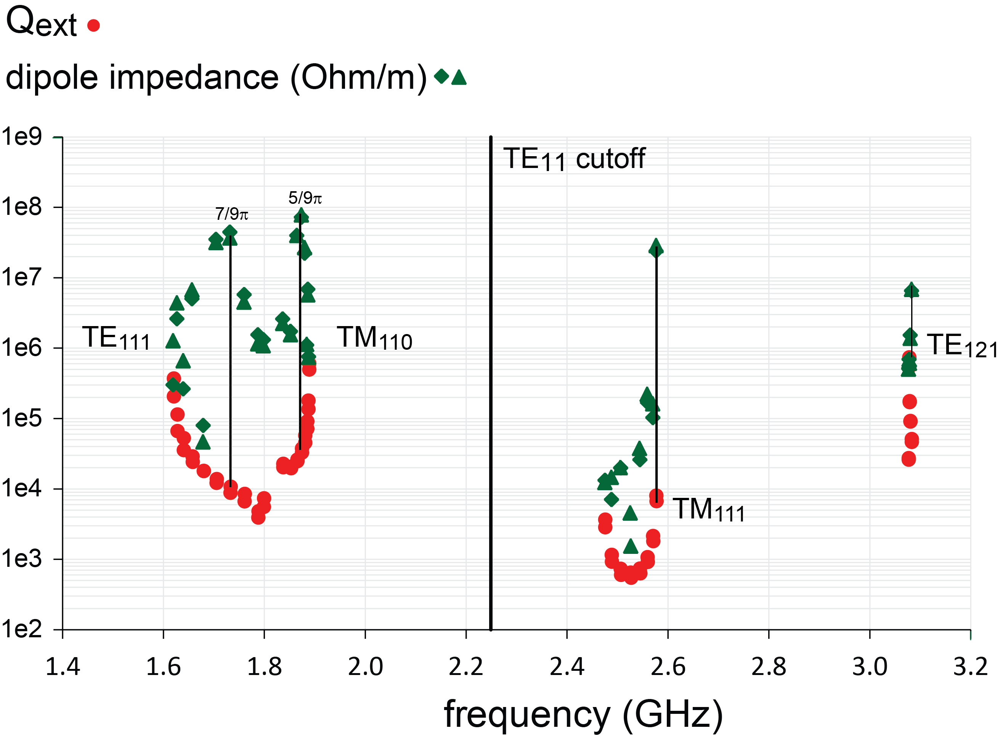 Qext
dipole impedance (Ohm/m)
1e9
TE11 cutoff
5/9π
1e8
7/9π
1e7
TE111
TM110
1e6
TE121
1e5
1e4
TM111
1e3
1e2
1.4 1.6 1.8 2.0 2.2 2.4 2.6 2.8 3.0 3.2
frequency (GHz)